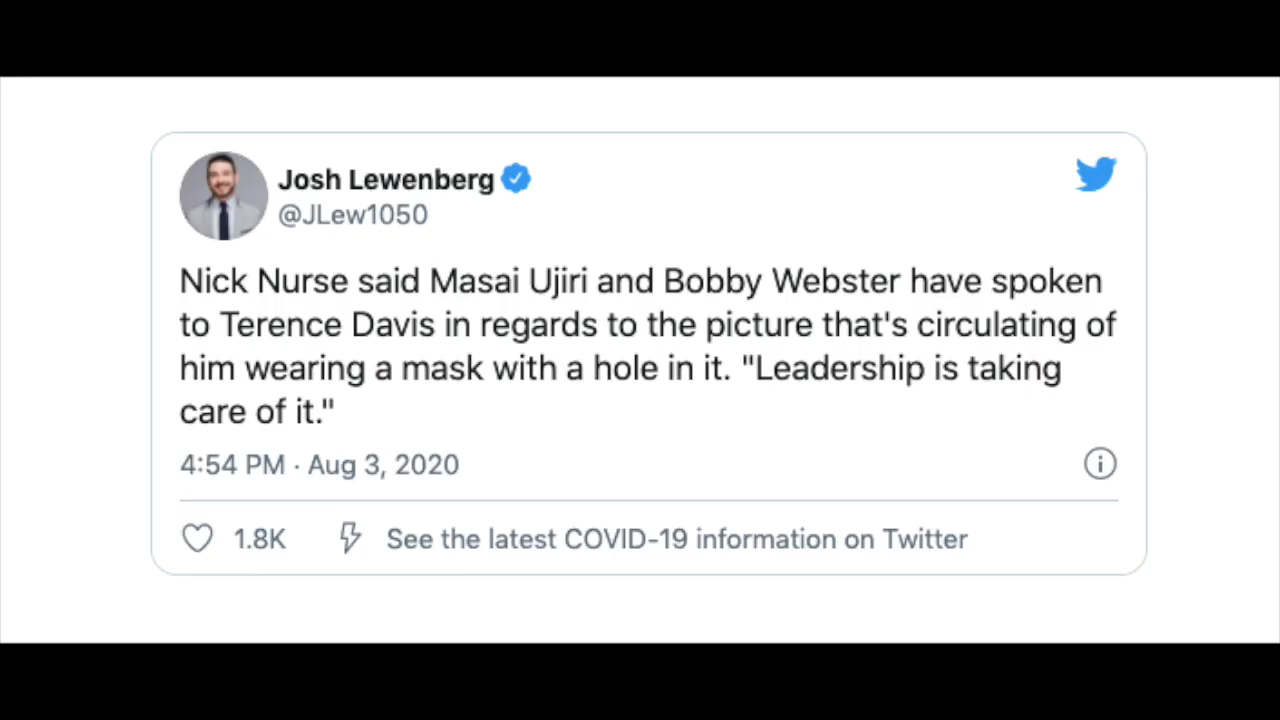 Josh Lewenberg
@JLew1050
Nick Nurse said Masai Ujiri and Bobby Webster have spoken
to Terence Davis in regards to the picture that's circulating of
him wearing a mask with a hole in it. "Leadership is taking
care of it."
4:54 PM · Aug 3, 2020
1.8K See the latest COVID-19 information on Twitter